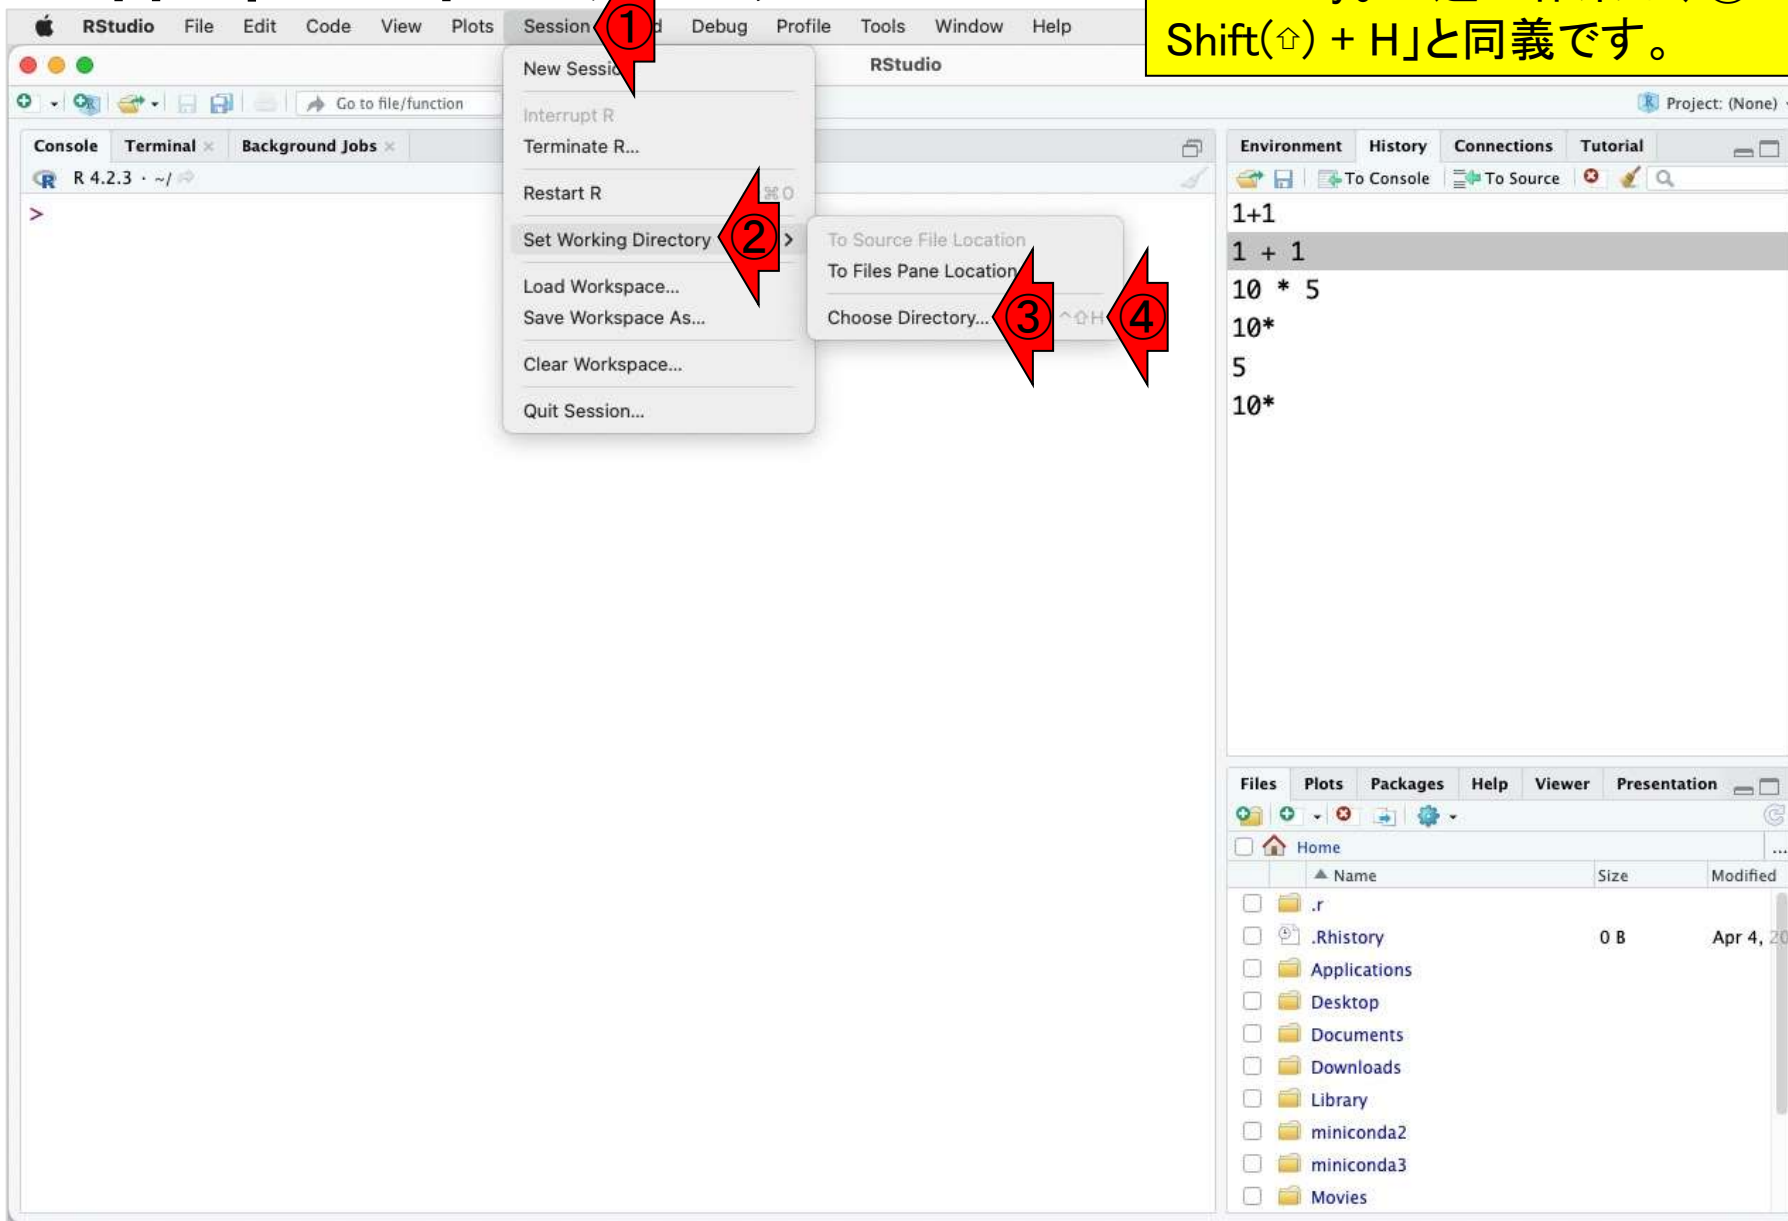 Shift(⇧) + H」と同義です。
RStudio File Edit Code View Plots Session Debug Profile Tools Window Help
①
RStudio
Go to file/function
Project: (None)
Console Terminal Background Jobs
R 4.2.3 · ~/
>
New Session
Interrupt R
Terminate R...
Restart R ⌘0
Set Working Directory ② >
Load Workspace...
Save Workspace As...
Clear Workspace...
Quit Session...
To Source File Location
To Files Pane Location
Choose Directory... ③ ^⇧H ④
Environment History Connections Tutorial
To Console To Source
1+1
1 + 1
10 * 5
10*
5
10*
Files Plots Packages Help Viewer Presentation
Home ...
Name Size Modified
.r
.Rhistory 0 B Apr 4, 20
Applications
Desktop
Documents
Downloads
Library
miniconda2
miniconda3
Movies